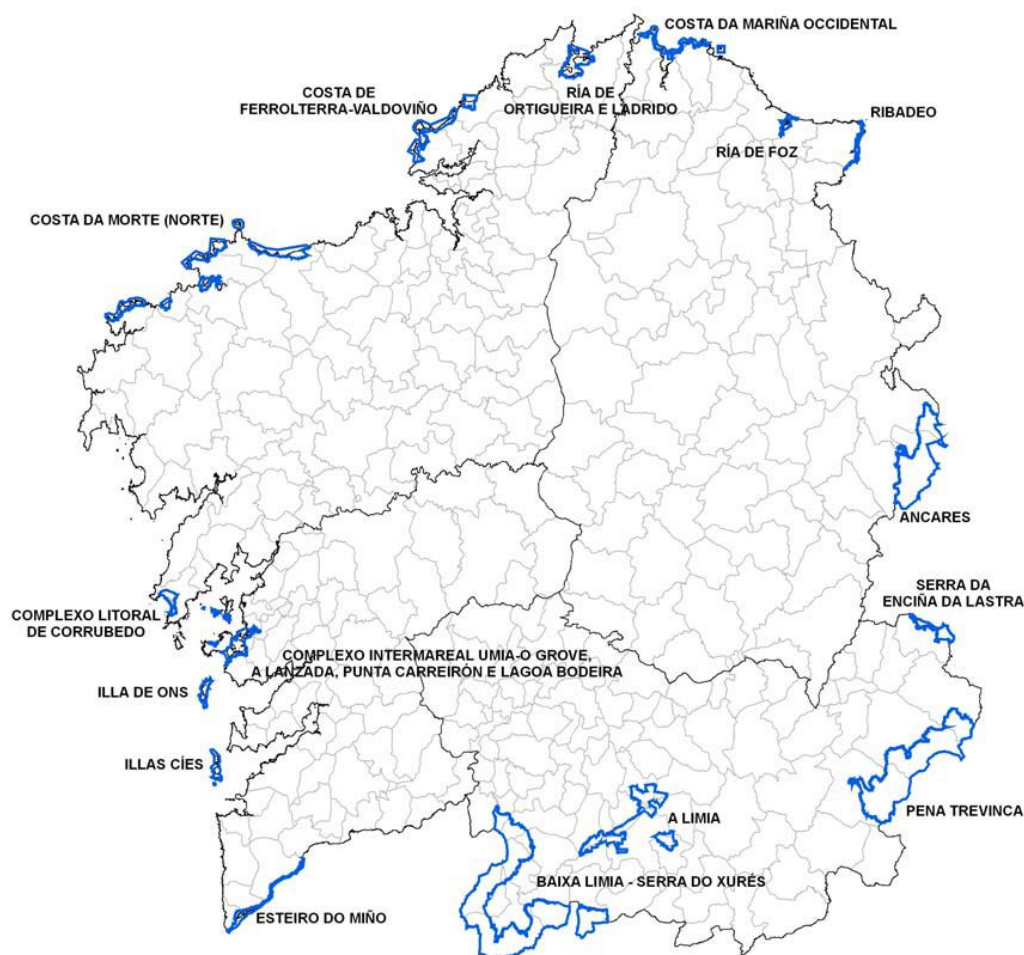 COSTA DA MARIÑA OCCIDENTAL
COSTA DE
FERROLTERRA-VALDOVIÑO
RÍA DE
ORTIGUEIRA E LADRIDO
RIBADEO
RÍA DE FOZ
COSTA DA MORTE (NORTE)
ANCARES
SERRA DA
ENCIÑA DA LASTRA
COMPLEXO LITORAL
DE CORRUBEDO
COMPLEXO INTERMAREAL UMIA-O GROVE,
A LANZADA, PUNTA CARREIRÓN E LAGOA BODEIRA
ILLA DE ONS
ILLAS CÍES
PENA TREVINCA
A LIMIA
BAIXA LIMIA - SERRA DO XURÉS
ESTEIRO DO MIÑO